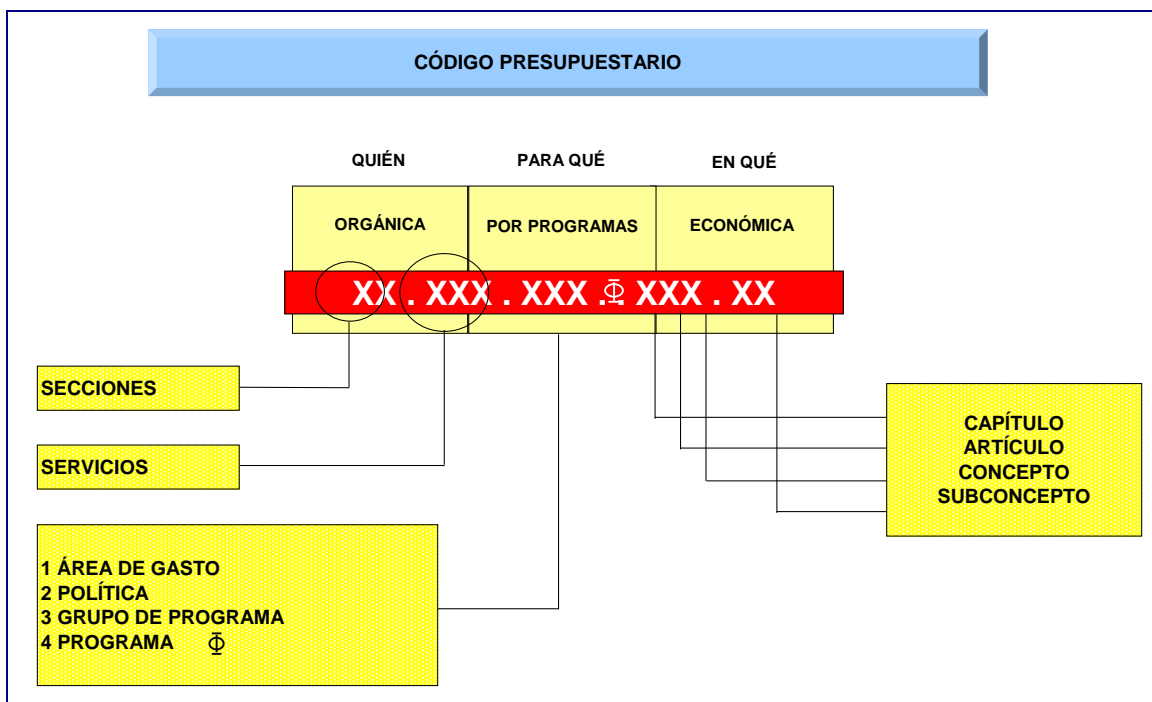 CÓDIGO PRESUPUESTARIO
QUIÉN
PARA QUÉ
EN QUÉ
ORGÁNICA
POR PROGRAMAS
ECONÓMICA
XX . XXX . XXX . Φ . XXX . XX
SECCIONES
SERVICIOS
1 ÁREA DE GASTO
2 POLÍTICA
3 GRUPO DE PROGRAMA
4 PROGRAMA Φ
CAPÍTULO
ARTÍCULO
CONCEPTO
SUBCONCEPTO